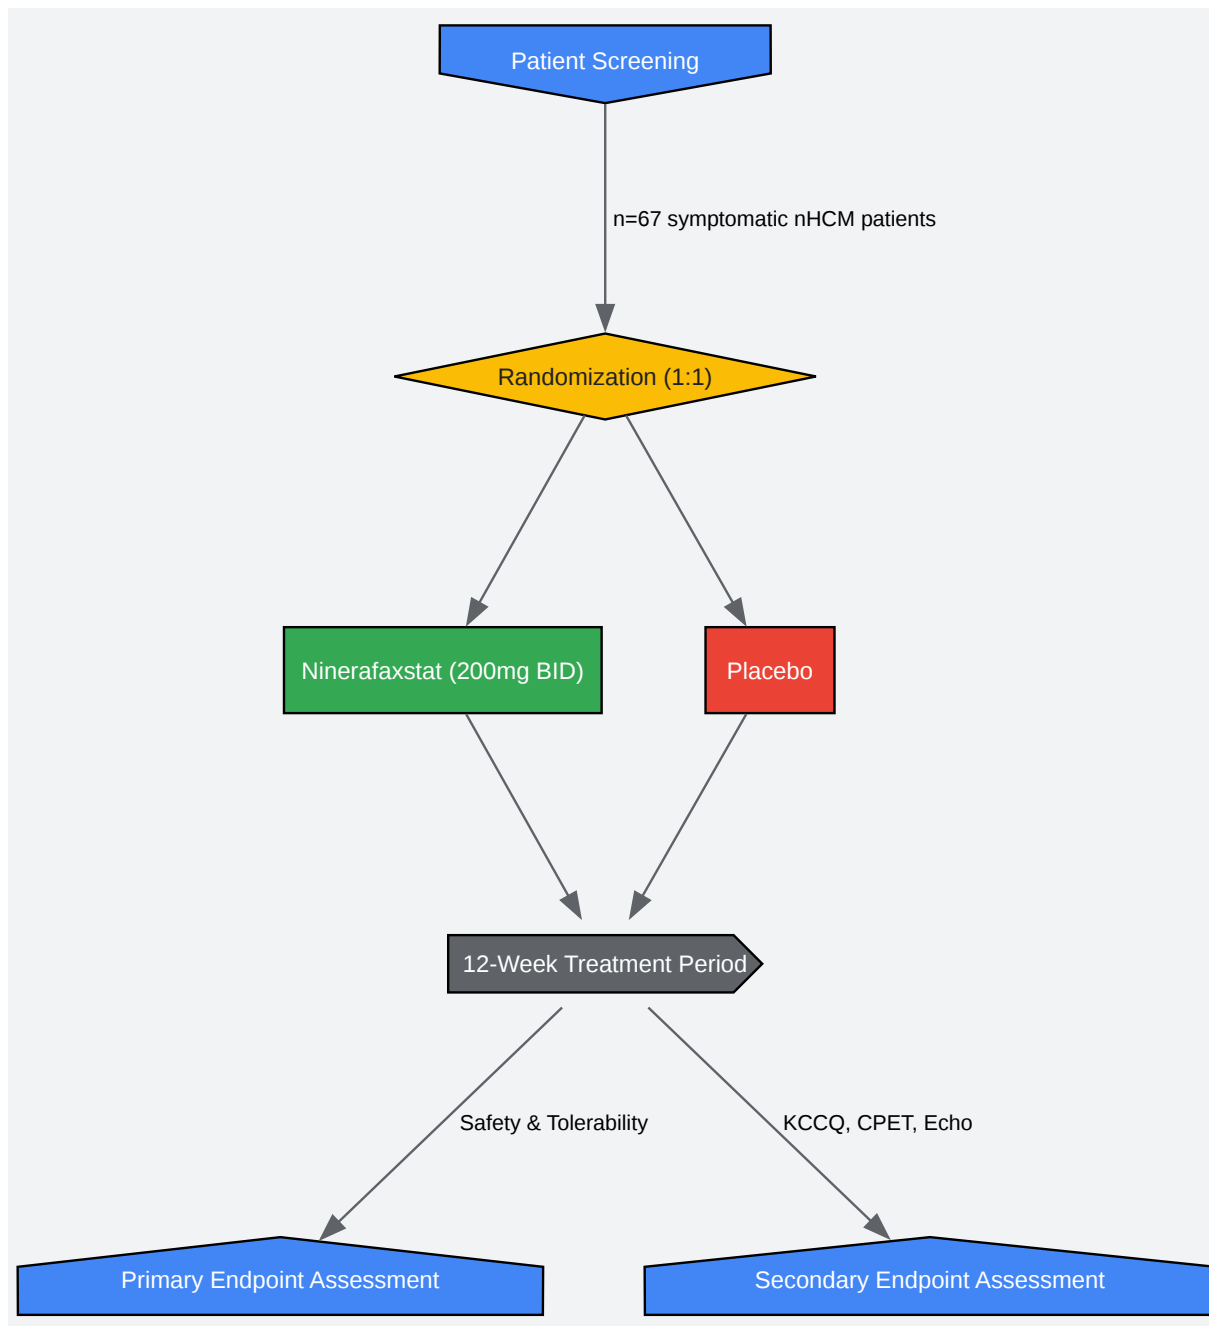 Patient Screening
n=67 symptomatic nHCM patients
Randomization (1:1)
Ninerafaxstat (200mg BID)
Placebo
12-Week Treatment Period
Safety & Tolerability
KCCQ, CPET, Echo
Primary Endpoint Assessment
Secondary Endpoint Assessment